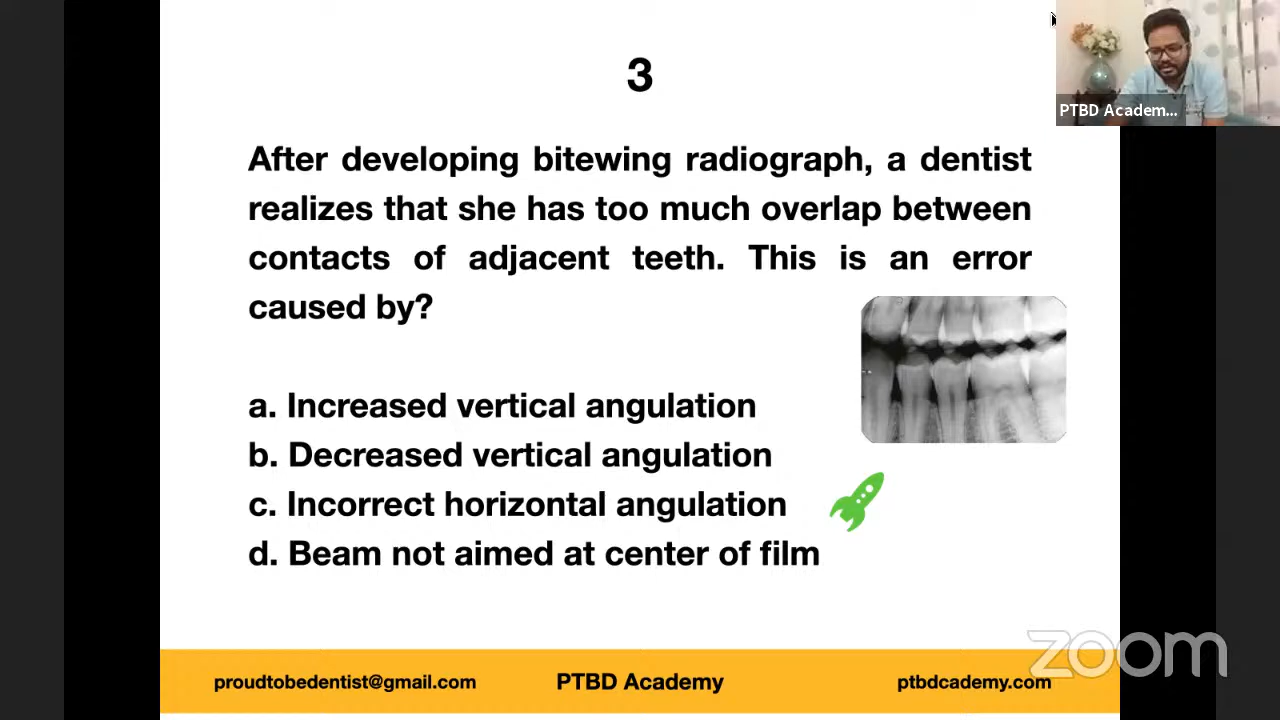 3
PTBD Academ...
After developing bitewing radiograph, a dentist
realizes that she has too much overlap between
contacts of adjacent teeth. This is an error
caused by?
a. Increased vertical angulation
b. Decreased vertical angulation
c. Incorrect horizontal angulation
d. Beam not aimed at center of film
zoom
proudtobedentist@gmail.com
PTBD Academy
ptbdcademy.com